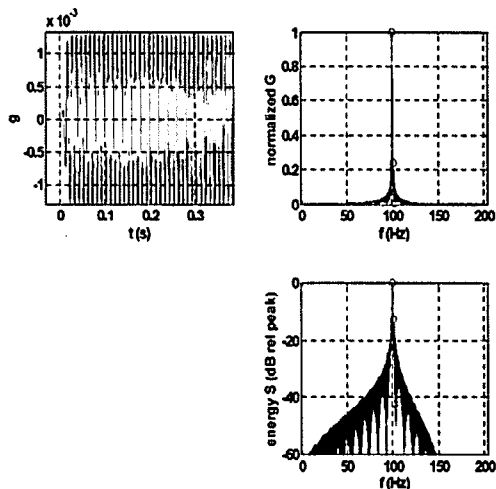 x 10⁻³
1
0.5
0
-0.5
-1
g
0 0.1 0.2 0.3
t (s)
1
0.8
0.6
0.4
0.2
0
normalized G
0 50 100 150 200
f (Hz)
0
-20
-40
-60
energy S (dB rel peak)
0 50 100 150 200
f (Hz)